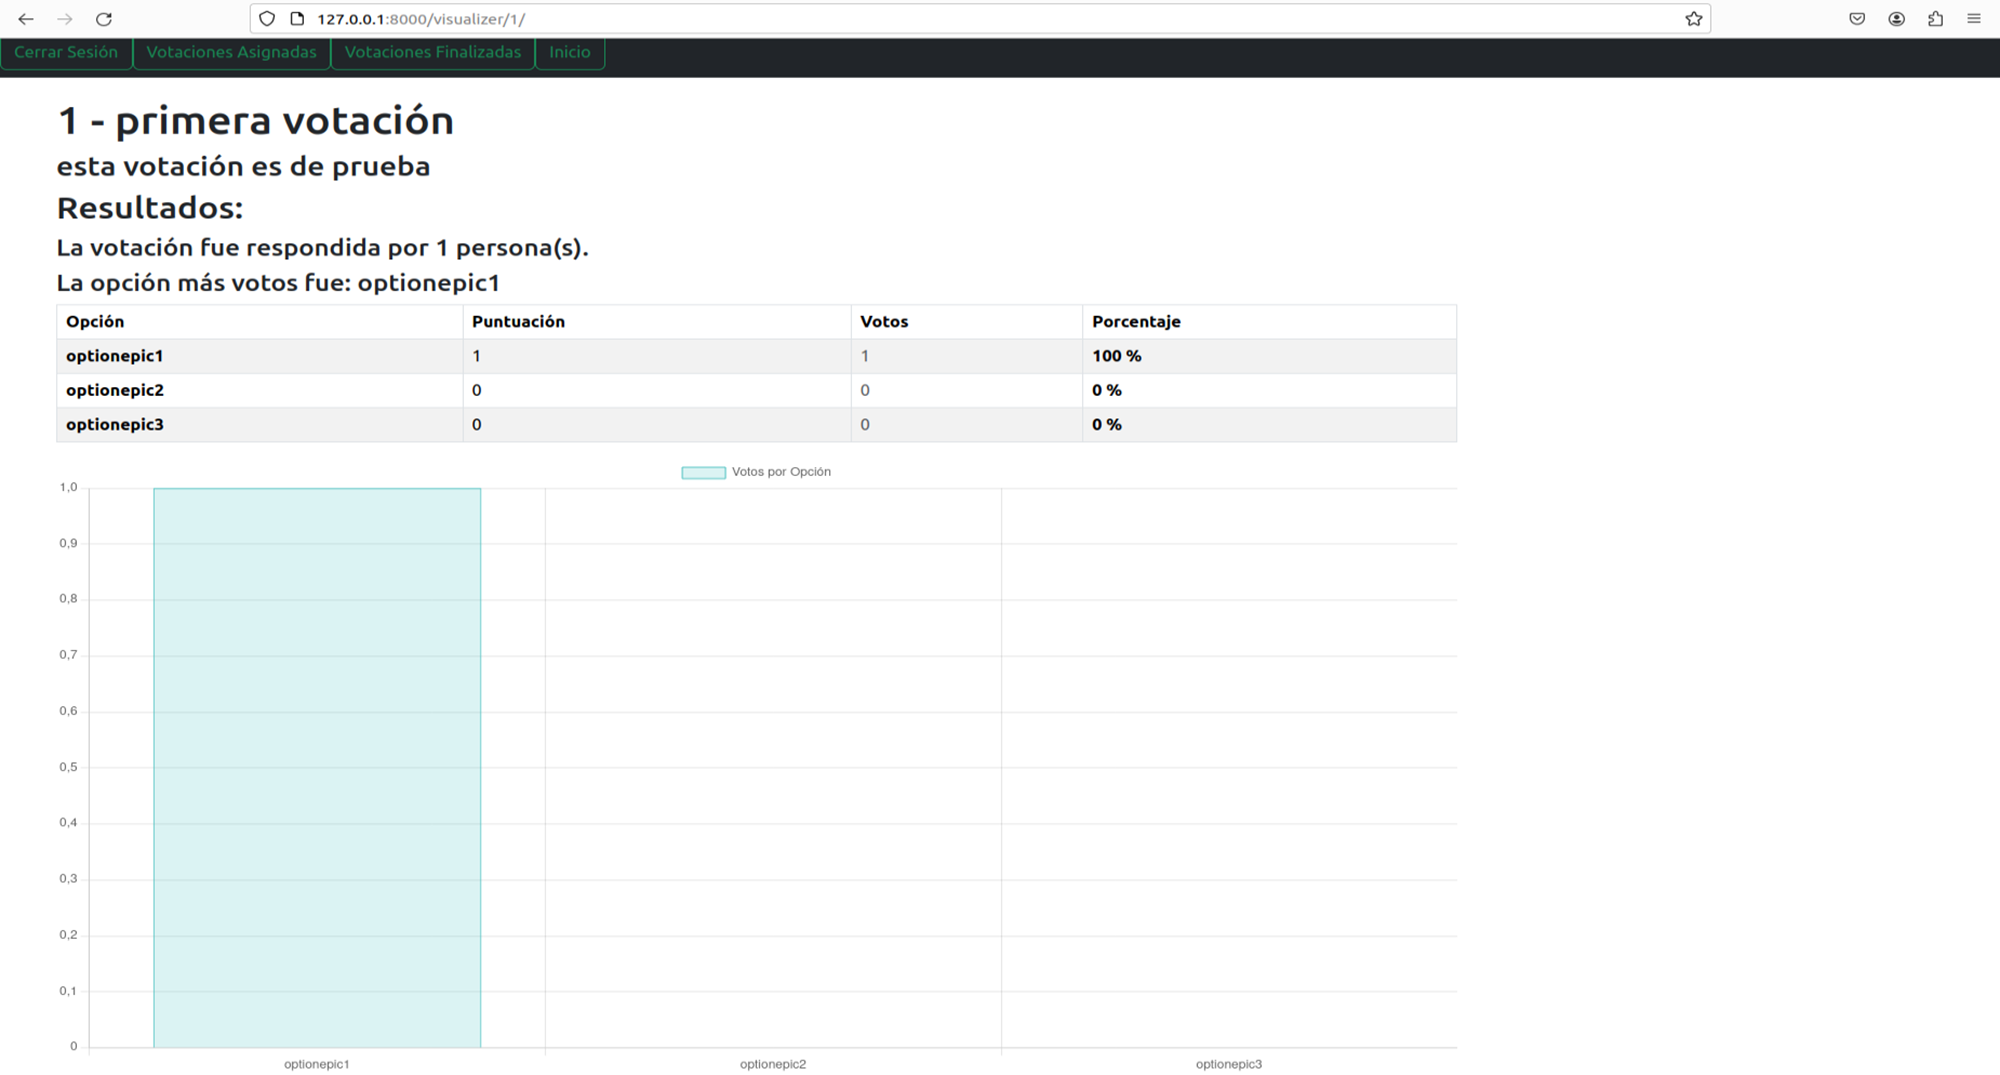 127.0.0.1:8000/visualizer/1/
Cerrar Sesión Votaciones Asignadas Votaciones Finalizadas Inicio
1 - primera votación
esta votación es de prueba
Resultados:
La votación fue respondida por 1 persona(s).
La opción más votos fue: optionepic1
Opción Puntuación Votos Porcentaje
optionepic1 1 1 100 %
optionepic2 0 0 0 %
optionepic3 0 0 0 %
Votos por Opción
1,0
0,9
0,8
0,7
0,6
0,5
0,4
0,3
0,2
0,1
0
optionepic1 optionepic2 optionepic3